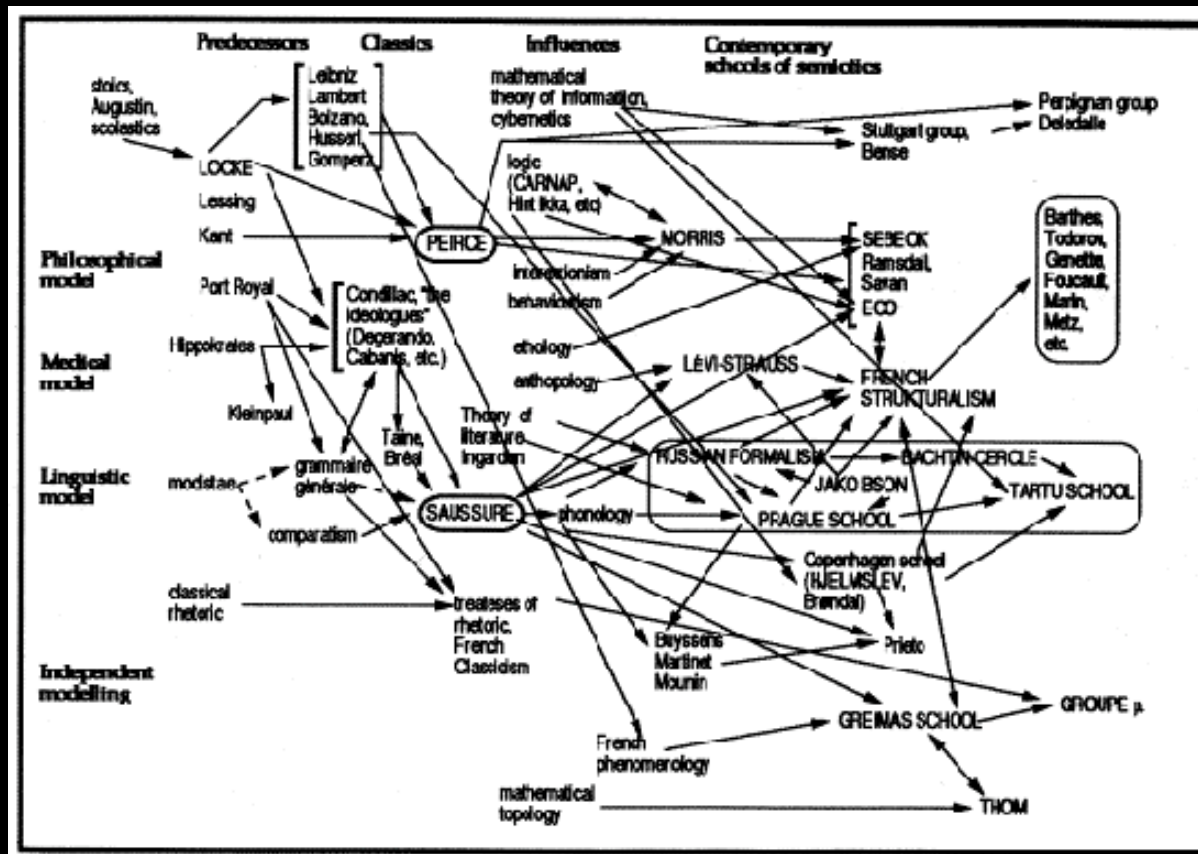 Predecessors
Classics
Influences
Contemporary
schools of semiotics
stoics,
Augustin,
scolastics
LOCKE
Lessing
Kant
Philosophical
model
Port Royal
Hippokrates
Medical
model
Kleinpaul
Linguistic
model
modistae
grammaire
générale
comparatism
classical
rhetoric
Independent
modelling
Leibniz
Lambert
Bolzano,
Husserl,
Gomperz
PEIRCE
Condillac, "the
ideologues"
(Degerando,
Cabanis, etc.)
Taine,
Bréal
SAUSSURE
treateses of
rhetoric,
French
Classicism
mathematical
theory of information,
cybernetics
logic
(CARNAP,
Hintikka, etc)
MORRIS
behaviourism
ethology
anthopology
LÉVI-STRAUSS
Theory of
literature
Ingarden
phonology
Buyssens
Martinet
Mounin
French
phenomenology
mathematical
topology
Perpignan group
Deledalle
Stuttgart group,
Bense
SEBEOK
Ramsdal,
Savan
ECO
Barthes,
Todorov,
Genette,
Foucault,
Marin,
Metz,
etc.
FRENCH
STRUKTURALISM
RUSSIAN FORMALISM
BACHTIN CERCLE
JAKOBSON
TARTU SCHOOL
PRAGUE SCHOOL
Copenhagen school
(HJELMSLEV,
Brøndal)
Prieto
GREIMAS SCHOOL
GROUPE µ
THOM